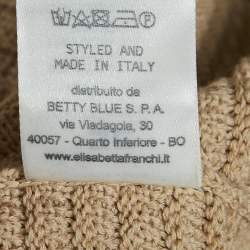 STYLED AND
MADE IN ITALY
distribuito da
BETTY BLUE S.P.A.
via Viadagola, 30
40057 - Quarto Inferiore - BO
www.elisabettafranchi.it